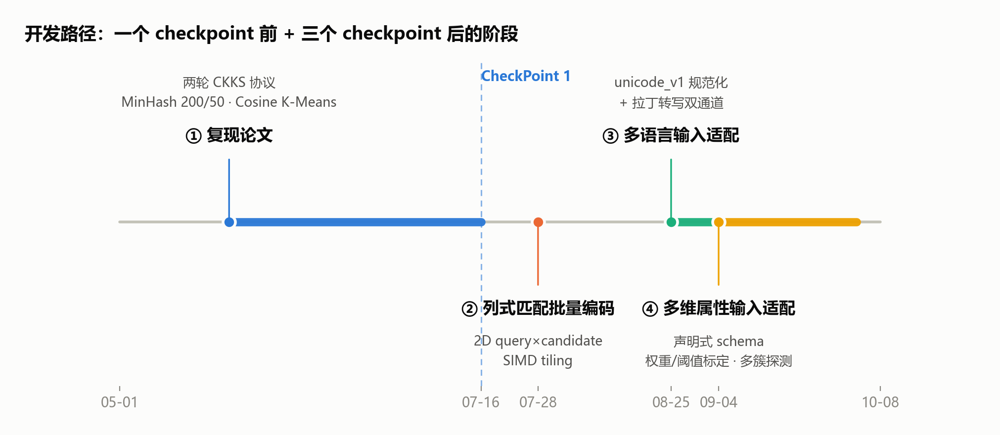 开发路径：一个 checkpoint 前 + 三个 checkpoint 后的阶段
CheckPoint 1
两轮 CKKS 协议
MinHash 200/50 · Cosine K-Means
① 复现论文
unicode_v1 规范化
+ 拉丁转写双通道
③ 多语言输入适配
② 列式匹配批量编码
2D query×candidate
SIMD tiling
④ 多维属性输入适配
声明式 schema
权重/阈值标定 · 多簇探测
05-01
07-16
07-28
08-25
09-04
10-08